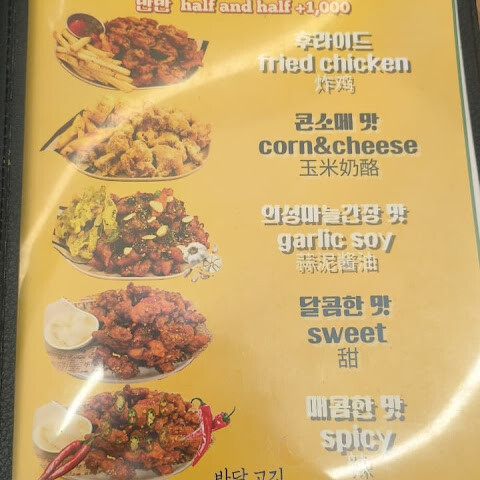 반반 half and half +1,000
후라이드
fried chicken
炸鸡
콘소메 맛
corn&cheese
玉米奶酪
의성마늘간장 맛
garlic soy
蒜泥酱油
달콤한 맛
sweet
甜
매콤한 맛
spicy
辣